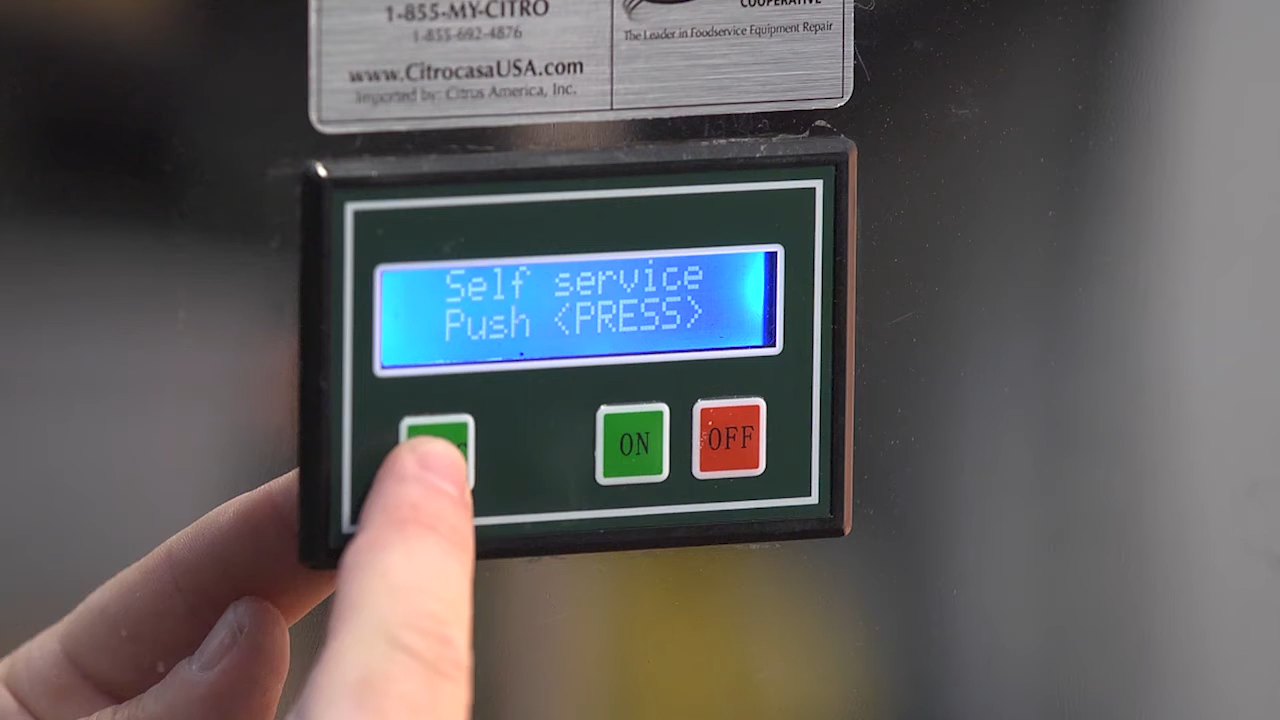 1-855-MY-CITRO
1-855-692-4876
www.CitrocasaUSA.com
Imported by: Citrus America, Inc.
COOPERATIVE
The Leader in Foodservice Equipment Repair
Self service
Push <PRESS>
ON
OFF